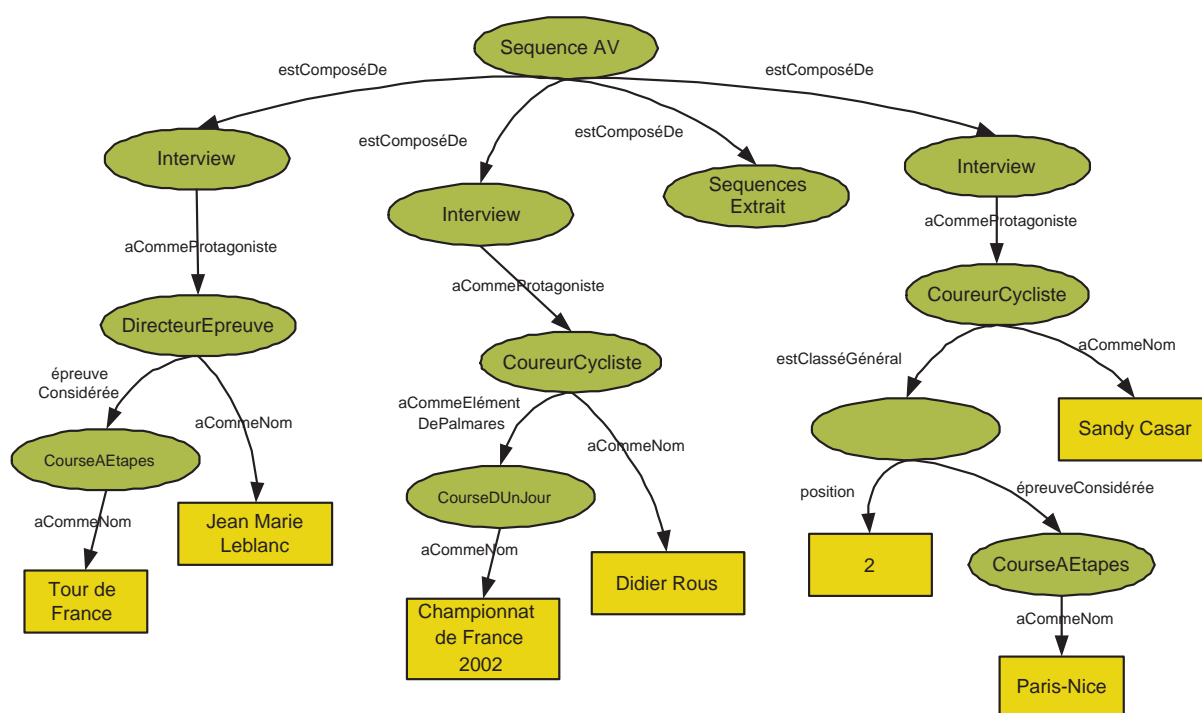 Sequence AV
estComposéDe
estComposéDe
estComposéDe
estComposéDe
Interview
Interview
Sequences
Extrait
Interview
aCommeProtagoniste
aCommeProtagoniste
aCommeProtagoniste
DirecteurEpreuve
CoureurCycliste
CoureurCycliste
épreuve
Considérée
aCommeNom
aCommeElément
DePalmares
aCommeNom
estClasséGénéral
aCommeNom
CourseAEtapes
Sandy Casar
CourseDUnJour
aCommeNom
Jean Marie
Leblanc
aCommeNom
position
épreuveConsidérée
Tour de
France
Championnat
de France
2002
Didier Rous
2
CourseAEtapes
aCommeNom
Paris-Nice